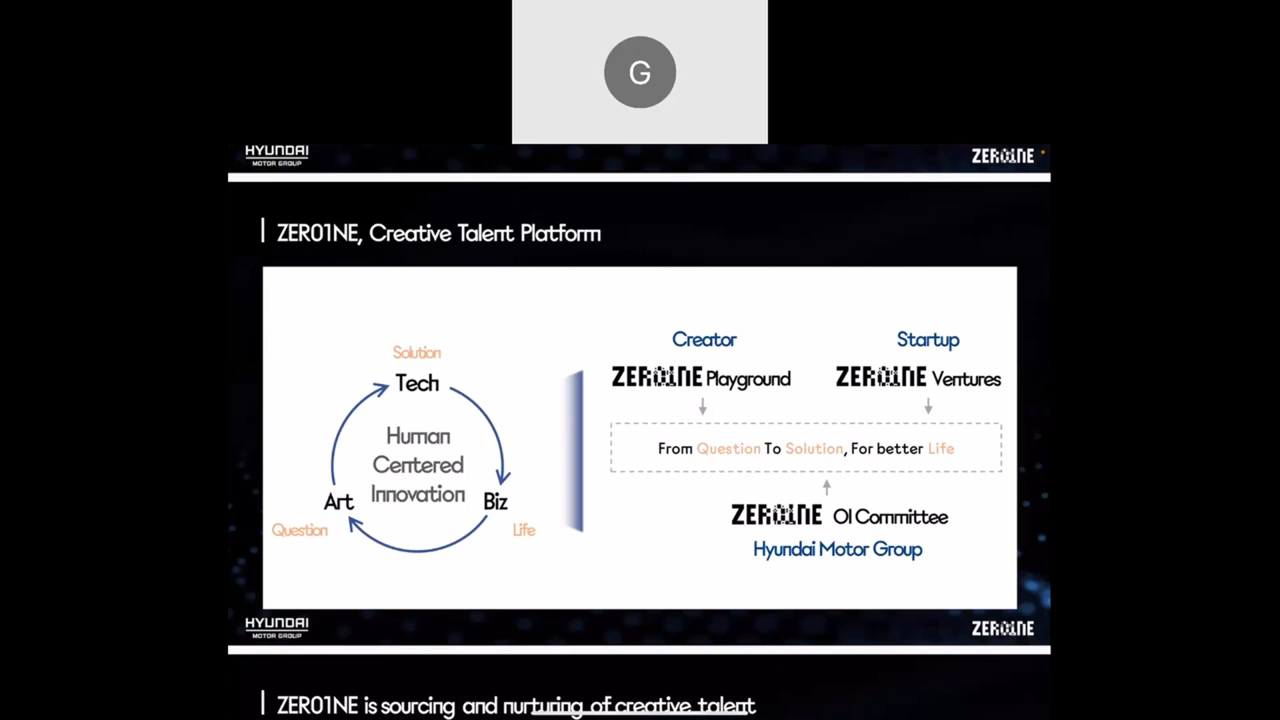 G
HYUNDAI
MOTOR GROUP
ZER01NE
ZER01NE, Creative Talent Platform
Solution
Tech
Human
Centered
Innovation
Art
Biz
Question
Life
Creator
Startup
ZER01NE Playground
ZER01NE Ventures
From Question To Solution, For better Life
ZER01NE OI Committee
Hyundai Motor Group
HYUNDAI
MOTOR GROUP
ZER01NE
ZER01NE is sourcing and nurturing of creative talent